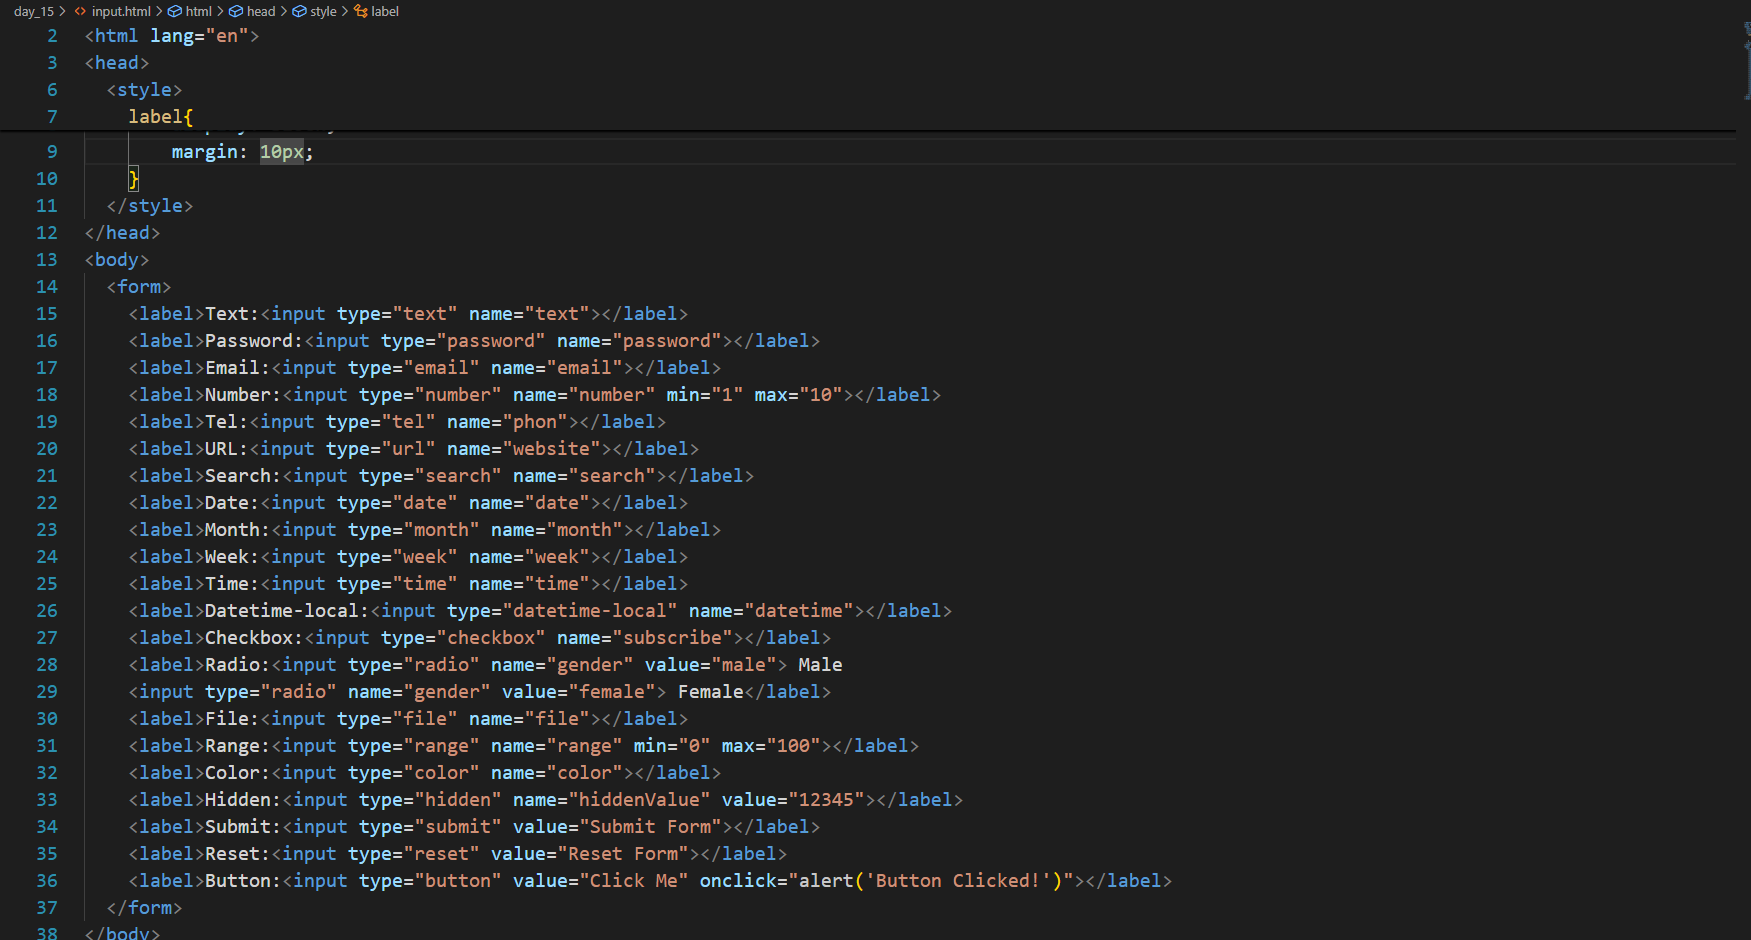 day_15 > input.html > html > head > style > label
2 <html lang="en">
3 <head>
6 <style>
7 label{
9 margin: 10px;
10 }
11 </style>
12 </head>
13 <body>
14 <form>
15 <label>Text:<input type="text" name="text"></label>
16 <label>Password:<input type="password" name="password"></label>
17 <label>Email:<input type="email" name="email"></label>
18 <label>Number:<input type="number" name="number" min="1" max="10"></label>
19 <label>Tel:<input type="tel" name="phon"></label>
20 <label>URL:<input type="url" name="website"></label>
21 <label>Search:<input type="search" name="search"></label>
22 <label>Date:<input type="date" name="date"></label>
23 <label>Month:<input type="month" name="month"></label>
24 <label>Week:<input type="week" name="week"></label>
25 <label>Time:<input type="time" name="time"></label>
26 <label>Datetime-local:<input type="datetime-local" name="datetime"></label>
27 <label>Checkbox:<input type="checkbox" name="subscribe"></label>
28 <label>Radio:<input type="radio" name="gender" value="male"> Male
29 <input type="radio" name="gender" value="female"> Female</label>
30 <label>File:<input type="file" name="file"></label>
31 <label>Range:<input type="range" name="range" min="0" max="100"></label>
32 <label>Color:<input type="color" name="color"></label>
33 <label>Hidden:<input type="hidden" name="hiddenValue" value="12345"></label>
34 <label>Submit:<input type="submit" value="Submit Form"></label>
35 <label>Reset:<input type="reset" value="Reset Form"></label>
36 <label>Button:<input type="button" value="Click Me" onclick="alert('Button Clicked!')"></label>
37 </form>
38 </body>